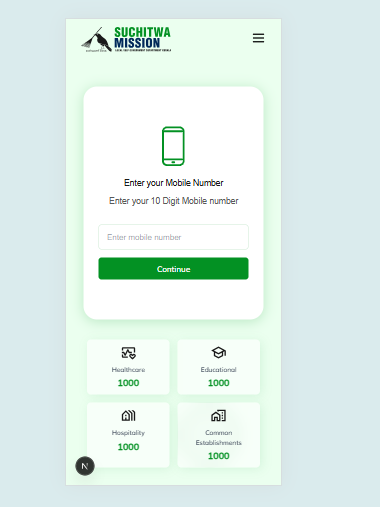 SUCHITWA
MISSION
LOCAL SELF GOVERNMENT DEPARTMENT KERALA
Enter your Mobile Number
Enter your 10 Digit Mobile number
Enter mobile number
Continue
Healthcare
1000
Educational
1000
Hospitality
1000
Common
Establishments
1000
N